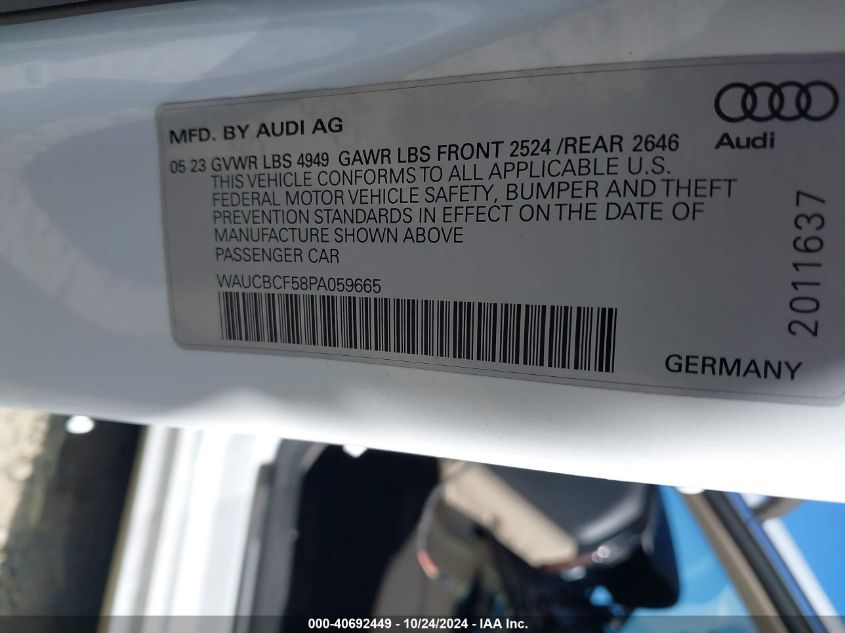 MFD. BY AUDI AG
Audi
05 23 GVWR LBS 4949 GAWR LBS FRONT 2524 /REAR 2646
THIS VEHICLE CONFORMS TO ALL APPLICABLE U.S.
FEDERAL MOTOR VEHICLE SAFETY, BUMPER AND THEFT
PREVENTION STANDARDS IN EFFECT ON THE DATE OF
MANUFACTURE SHOWN ABOVE
PASSENGER CAR
WAUCBCF58PA059665
2011637
GERMANY
000-40692449 - 10/24/2024 - IAA Inc.